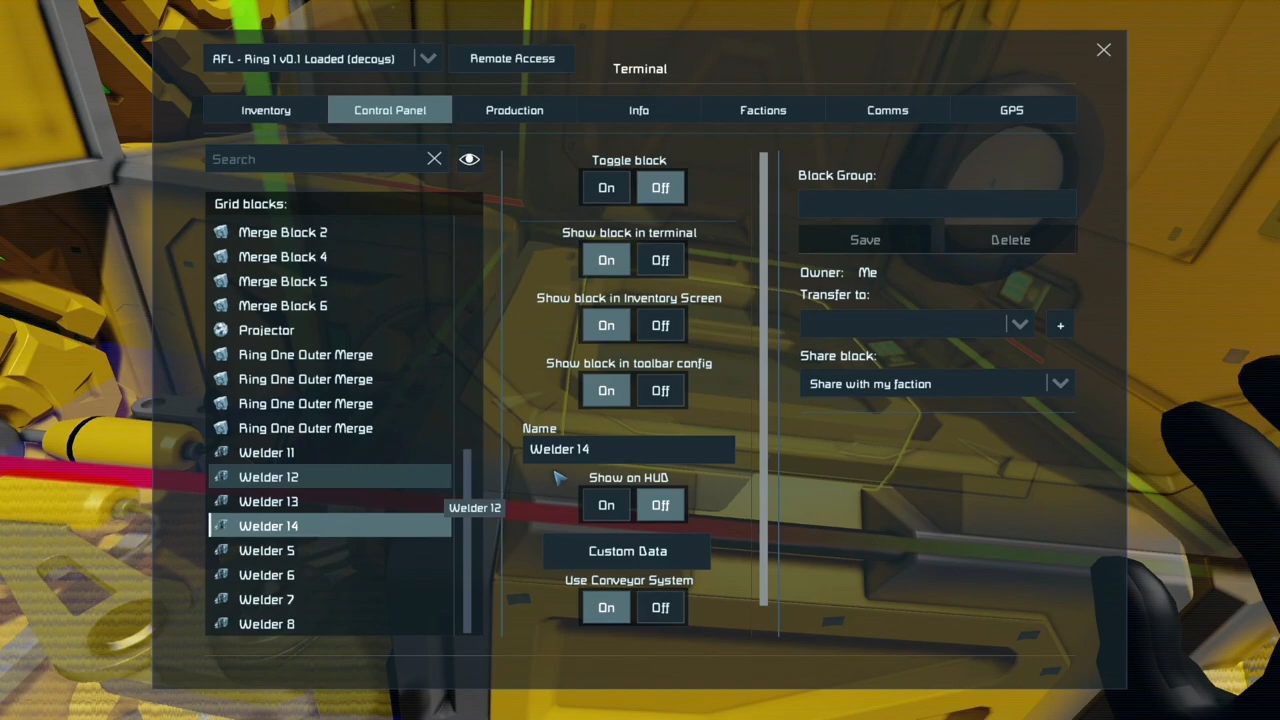 AFL - Ring 1 v0.1 Loaded (decoys)
Remote Access
Terminal
Inventory
Control Panel
Production
Info
Factions
Comms
GPS
Search
Grid blocks:
Merge Block 2
Merge Block 4
Merge Block 5
Merge Block 6
Projector
Ring One Outer Merge
Ring One Outer Merge
Ring One Outer Merge
Ring One Outer Merge
Welder 11
Welder 12
Welder 13
Welder 14
Welder 5
Welder 6
Welder 7
Welder 8
Welder 12
Toggle block
On Off
Show block in terminal
On Off
Show block in Inventory Screen
On Off
Show block in toolbar config
On Off
Name
Welder 14
Show on HUD
On Off
Custom Data
Use Conveyor System
On Off
Block Group:
Save
Delete
Owner: Me
Transfer to:
+
Share block:
Share with my faction